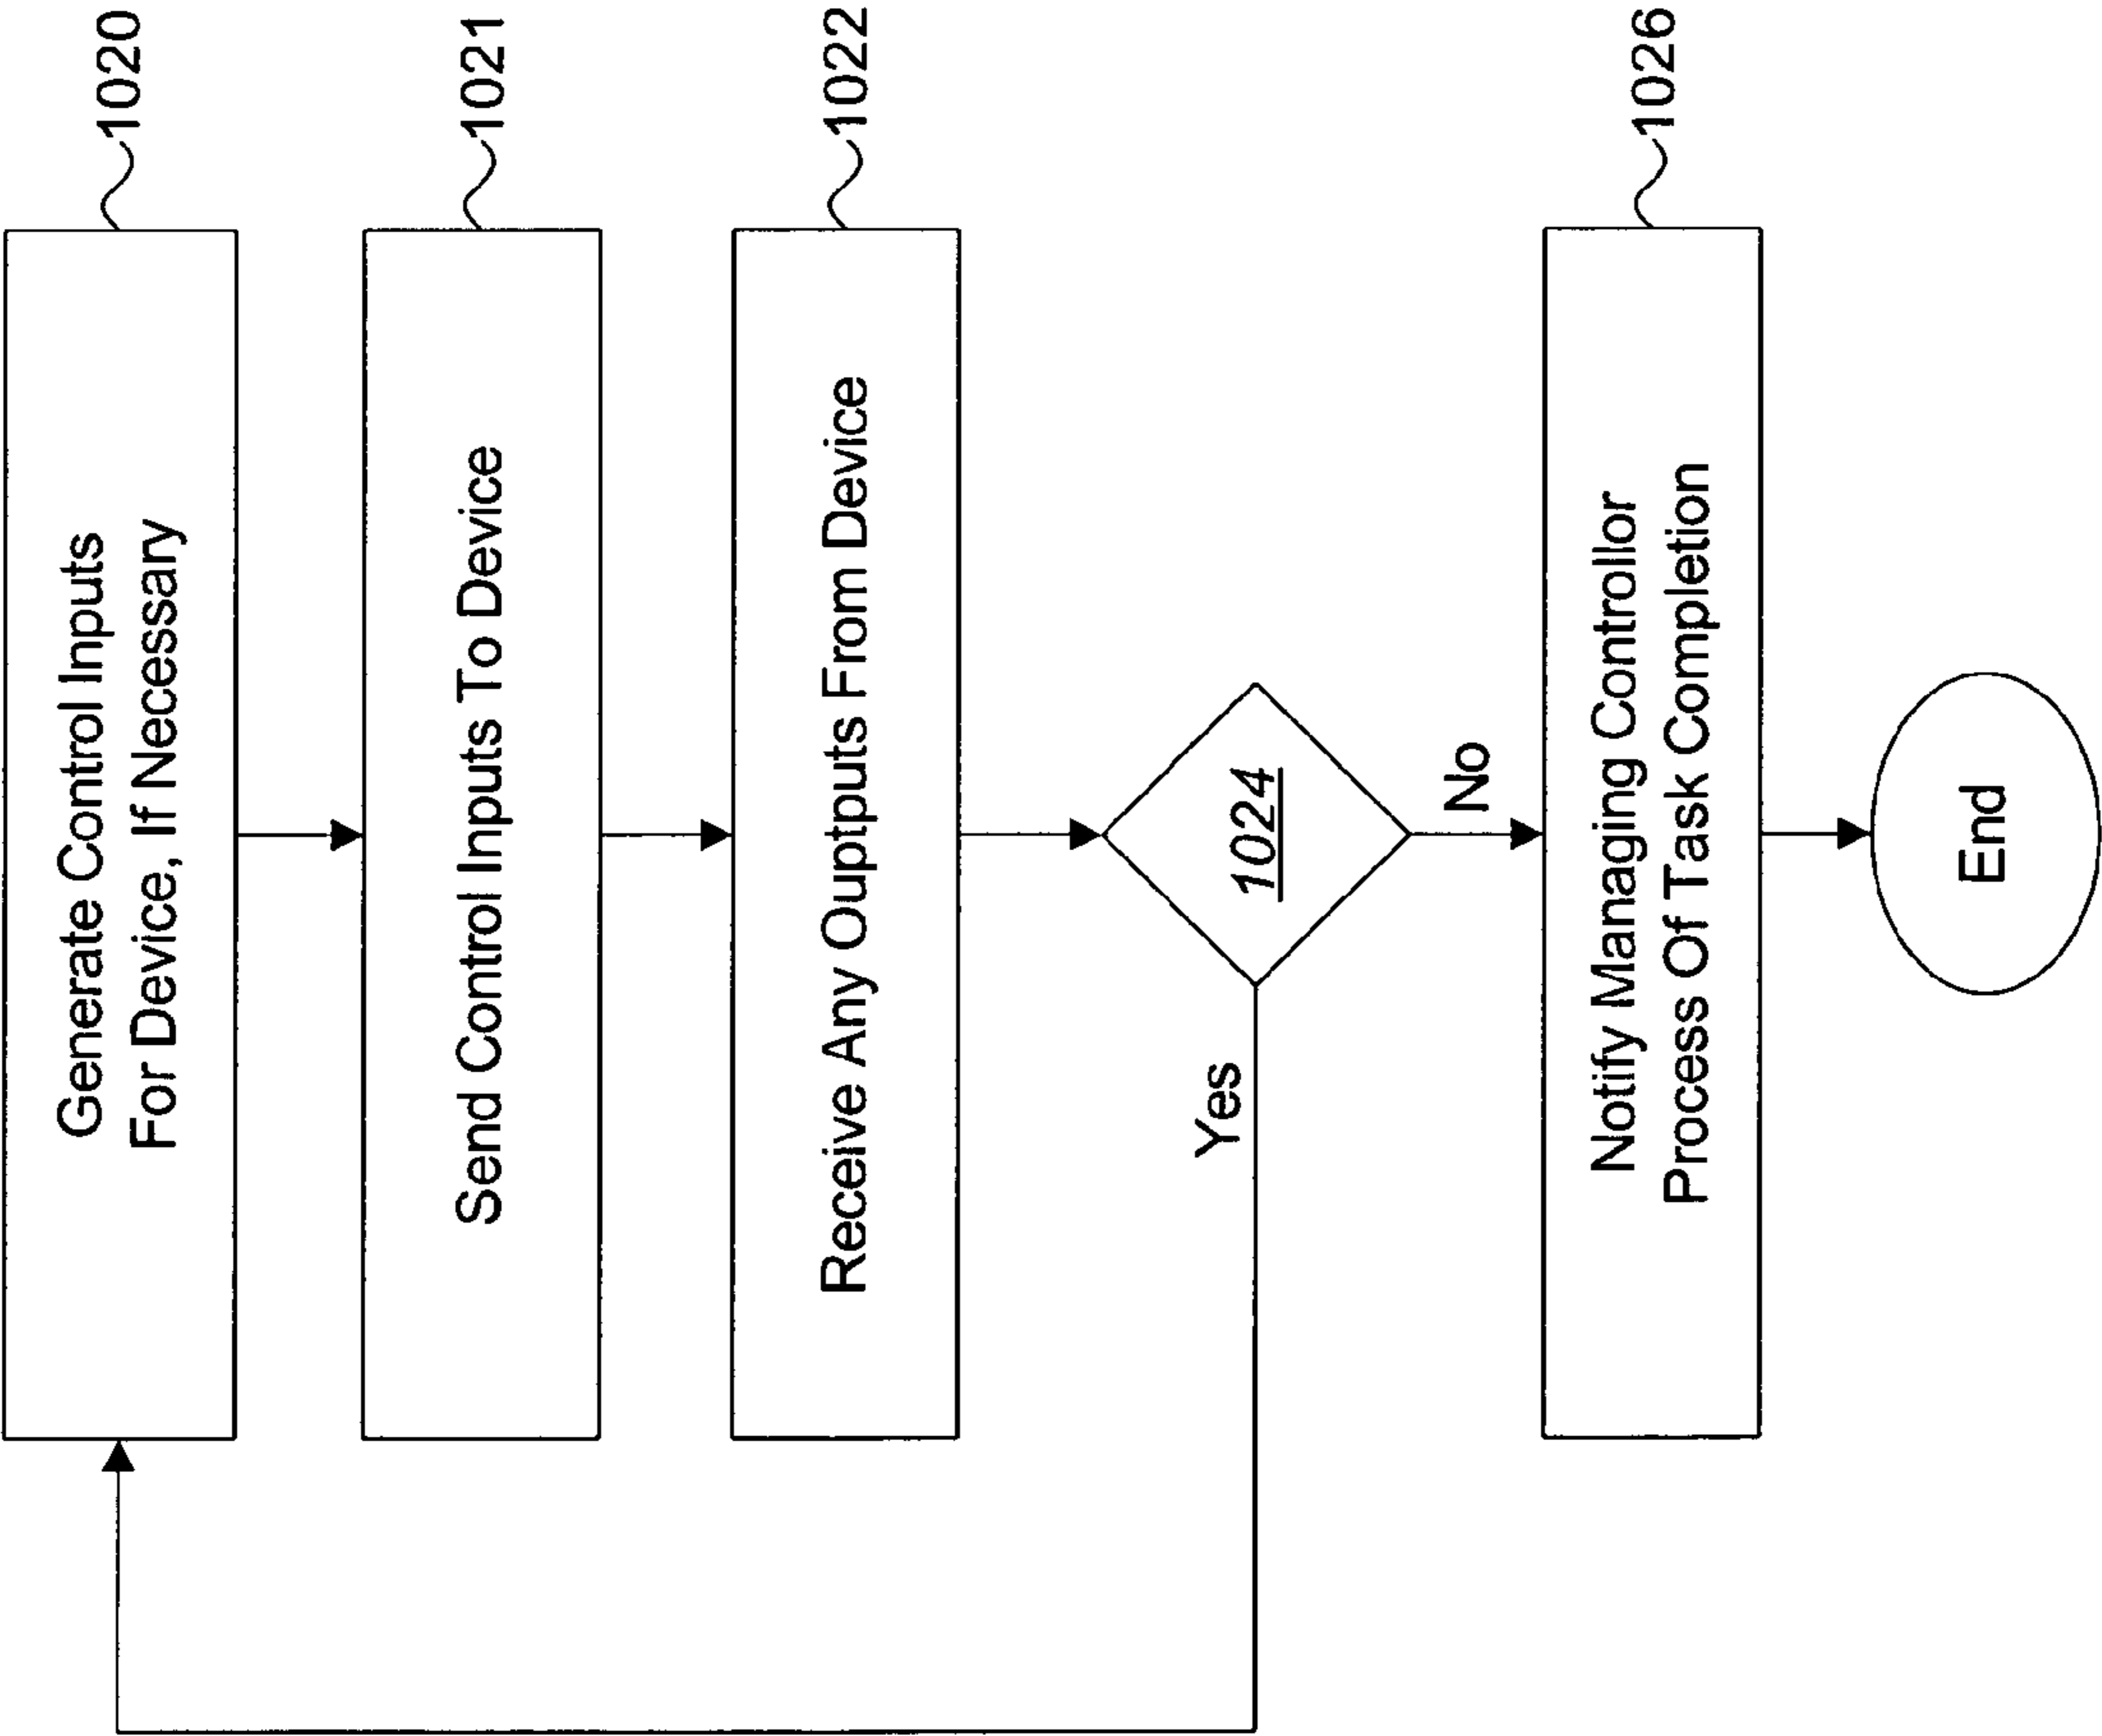 Generate Control Inputs
For Device, If Necessary
1020
Send Control Inputs To Device
1021
Receive Any Ouptputs From Device
1022
1024
Yes
No
Notify Managing Controllor
Process Of Task Completion
1026
End